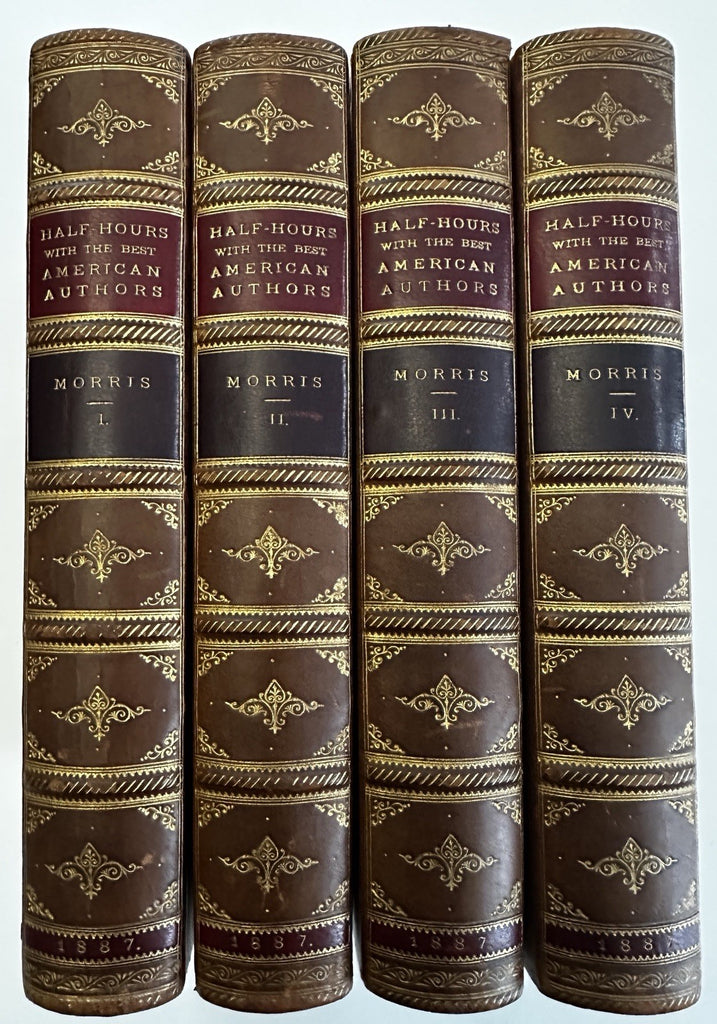 HALF-HOURS
WITH THE BEST
AMERICAN
AUTHORS
MORRIS
I.
1887.
HALF-HOURS
WITH THE BEST
AMERICAN
AUTHORS
MORRIS
II.
1887.
HALF-HOURS
WITH THE BEST
AMERICAN
AUTHORS
MORRIS
III.
1887.
HALF-HOURS
WITH THE BEST
AMERICAN
AUTHORS
MORRIS
IV.
1887.